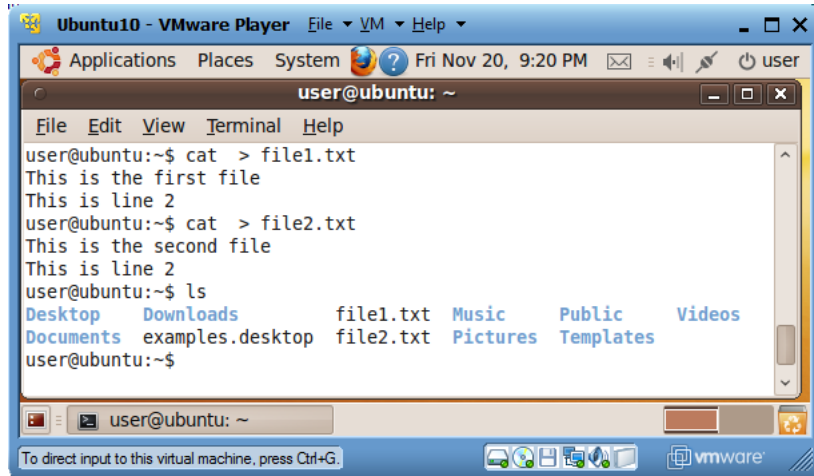 Ubuntu10 - VMware Player File VM Help
Applications Places System Fri Nov 20, 9:20 PM user
user@ubuntu: ~
File Edit View Terminal Help
user@ubuntu:~$ cat  > file1.txt
This is the first file
This is line 2
user@ubuntu:~$ cat  > file2.txt
This is the second file
This is line 2
user@ubuntu:~$ ls
Desktop Downloads file1.txt Music Public Videos
Documents examples.desktop file2.txt Pictures Templates
user@ubuntu:~$
user@ubuntu: ~
To direct input to this virtual machine, press Ctrl+G. vmware